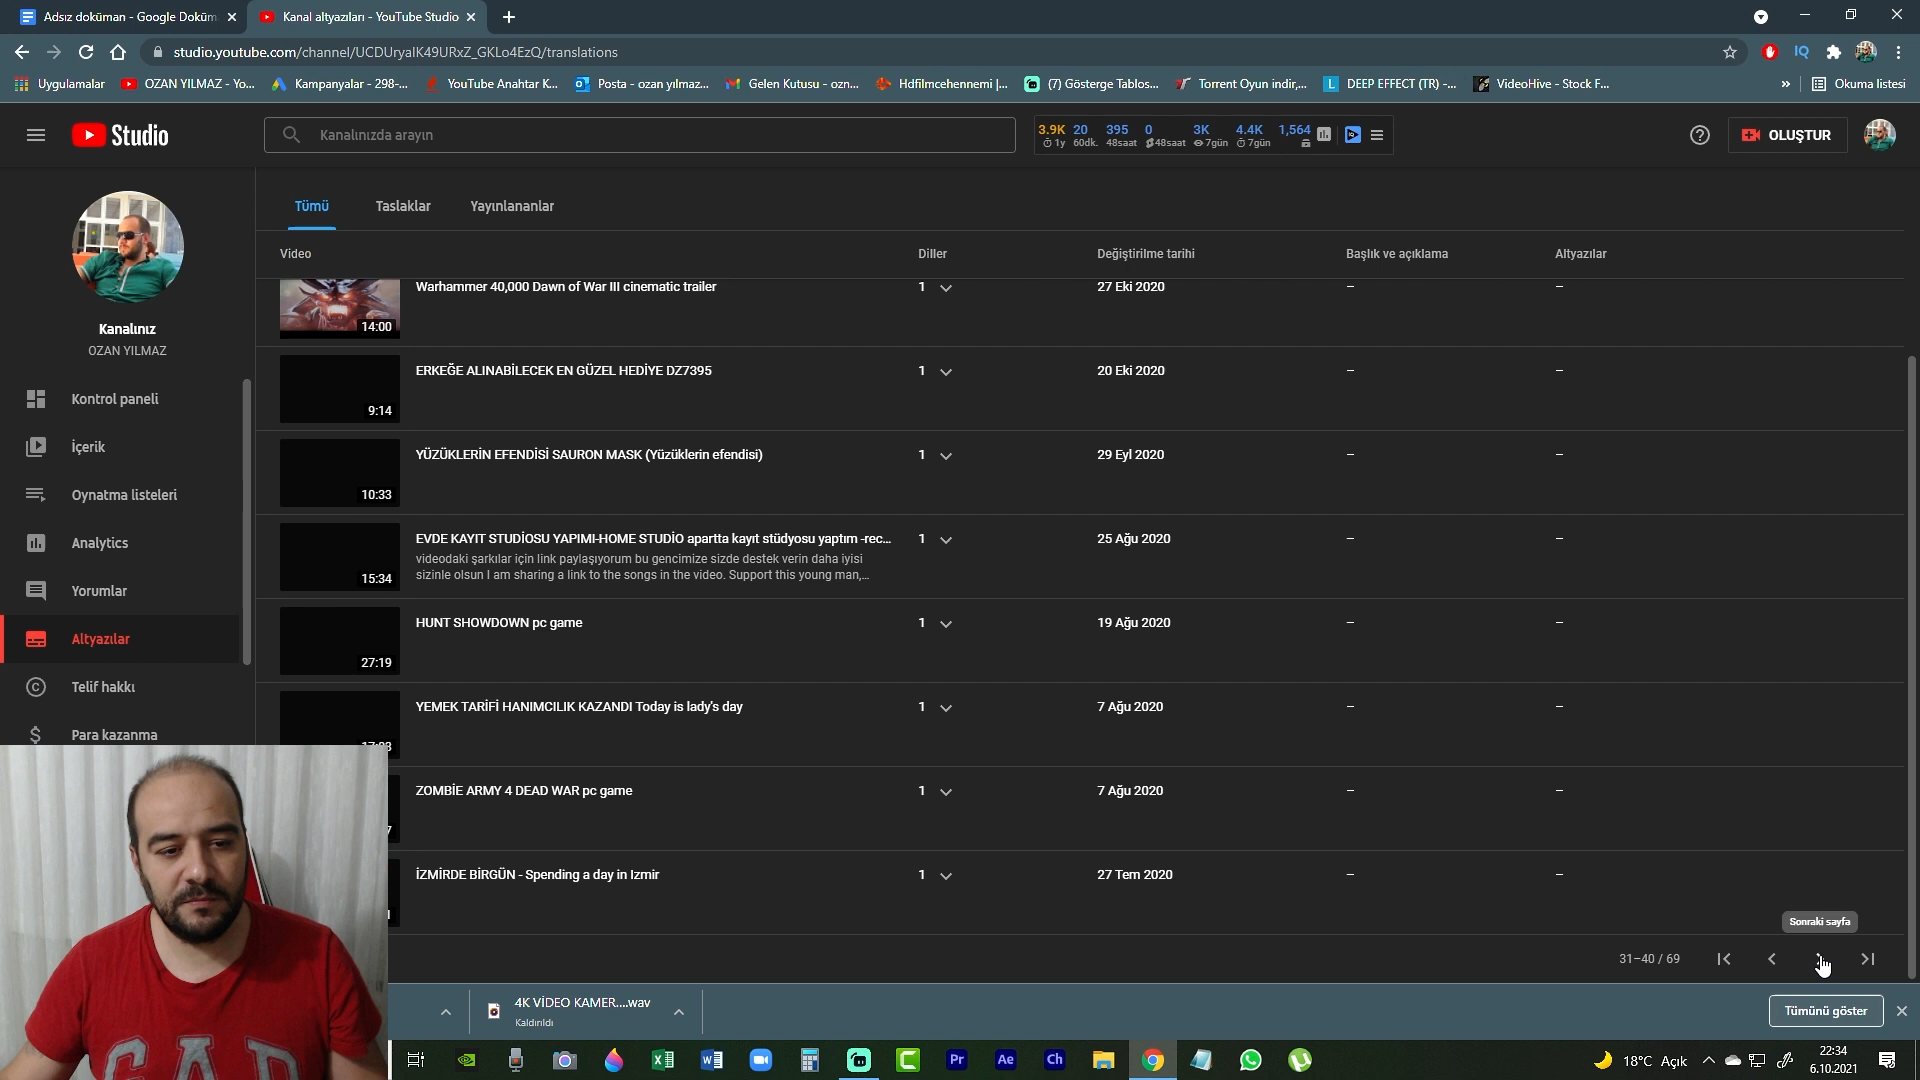 Adsız doküman - Google Doküm
Kanal altyazıları - YouTube Studio
studio.youtube.com/channel/UCDUryaIK49URxZ_GKLo4EzQ/translations
Uygulamalar
OZAN YILMAZ - Yo...
Kampanyalar - 298-...
YouTube Anahtar K...
Posta - ozan yılmaz...
Gelen Kutusu - ozn...
Hdfilmcehennemi |...
(7) Gösterge Tablos...
Torrent Oyun indir,...
DEEP EFFECT (TR) -...
VideoHive - Stock F...
»
Okuma listesi
Studio
Kanalınızda arayın
3.9K 20 395 0 3K 4.4K 1,564
1y 60dk. 48saat 48saat 7gün 7gün
OLUŞTUR
Kanalınız
OZAN YILMAZ
Kontrol paneli
İçerik
Oynatma listeleri
Analytics
Yorumlar
Altyazılar
Telif hakkı
Para kazanma
Tümü Taslaklar Yayınlananlar
Video Diller Değiştirilme tarihi Başlık ve açıklama Altyazılar
Warhammer 40,000 Dawn of War III cinematic trailer 1 27 Eki 2020 – –
14:00
ERKEĞE ALINABİLECEK EN GÜZEL HEDİYE DZ7395 1 20 Eki 2020 – –
9:14
YÜZÜKLERİN EFENDİSİ SAURON MASK (Yüzüklerin efendisi) 1 29 Eyl 2020 – –
10:33
EVDE KAYIT STUDİOSU YAPIMI-HOME STUDİO apartta kayıt stüdyosu yaptım -rec... 1 25 Ağu 2020 – –
videodaki şarkılar için link paylaşıyorum bu gencimize sizde destek verin daha iyisi
sizinle olsun I am sharing a link to the songs in the video. Support this young man,...
15:34
HUNT SHOWDOWN pc game 1 19 Ağu 2020 – –
27:19
YEMEK TARİFİ HANIMCILIK KAZANDI Today is lady's day 1 7 Ağu 2020 – –
ZOMBİE ARMY 4 DEAD WAR pc game 1 7 Ağu 2020 – –
İZMİRDE BİRGÜN - Spending a day in Izmir 1 27 Tem 2020 – –
Sonraki sayfa
31–40 / 69
4K VİDEO KAMER....wav
Kaldırıldı
Tümünü göster
18°C Açık
22:34
6.10.2021
GAP